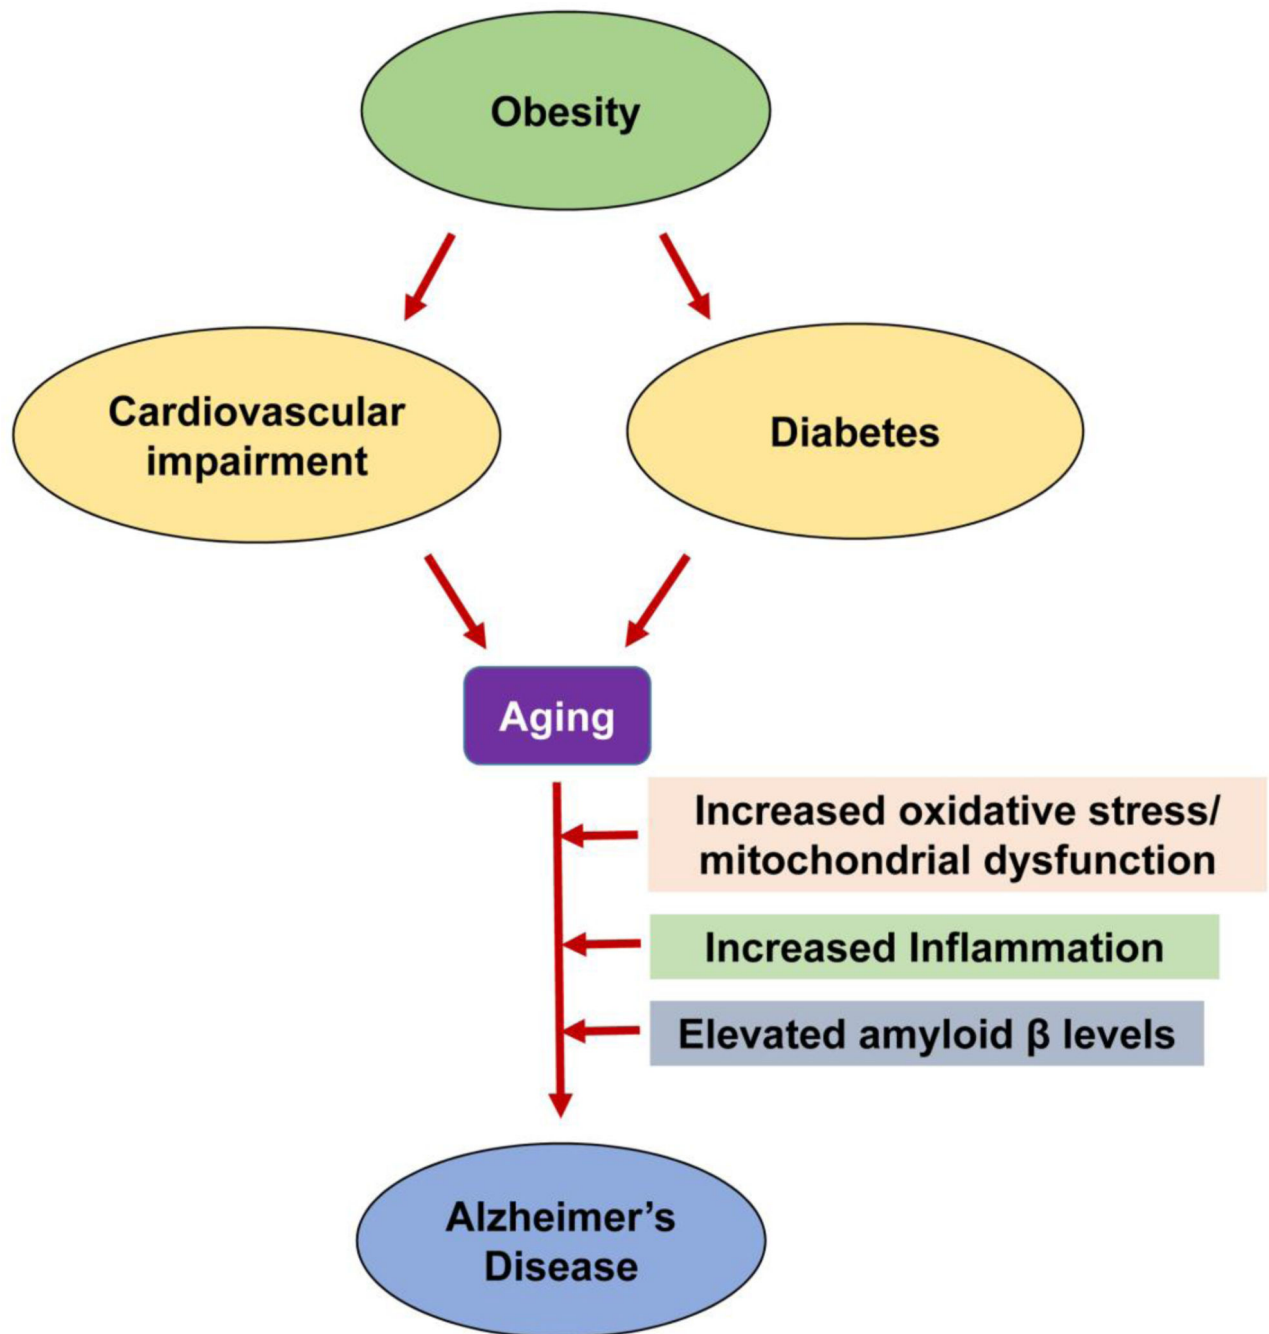 Obesity
Cardiovascular
impairment
Diabetes
Aging
Increased oxidative stress/
mitochondrial dysfunction
Increased Inflammation
Elevated amyloid β levels
Alzheimer’s
Disease